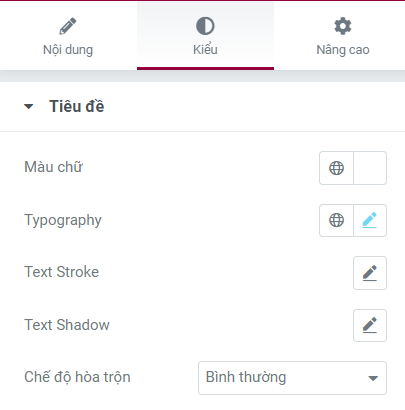 Nội dung
Kiểu
Nâng cao
Tiêu đề
Màu chữ
Typography
Text Stroke
Text Shadow
Chế độ hòa trộn
Bình thường